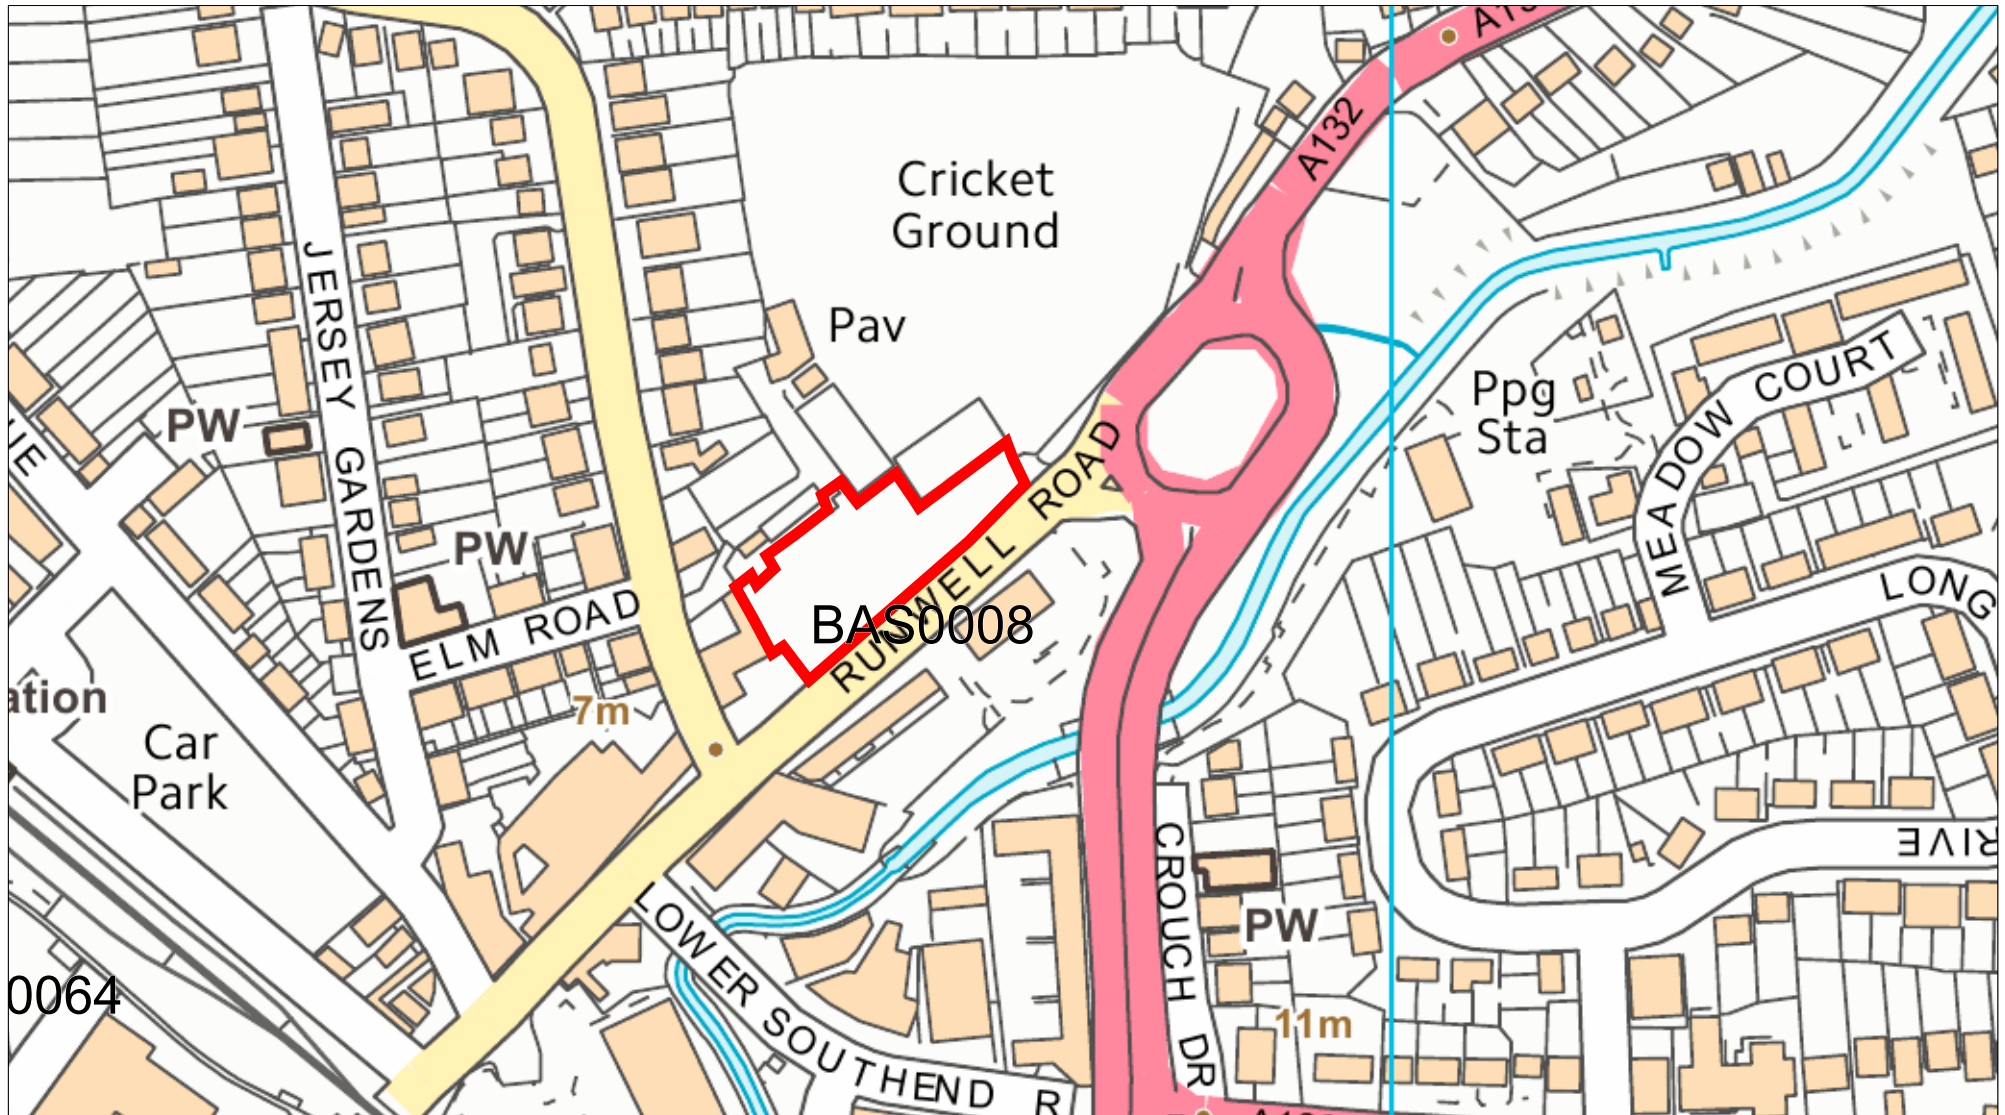 A132
Cricket
Ground
JERSEY GARDENS
Pav
Ppg
Sta
MEADOW COURT
PW
RUNWELL ROAD
PW
ELM ROAD
BAS0008
LONG
7m
ation
Car
Park
CROUCH DR
RIVE
PW
LOWER SOUTHEND R
0064
11m